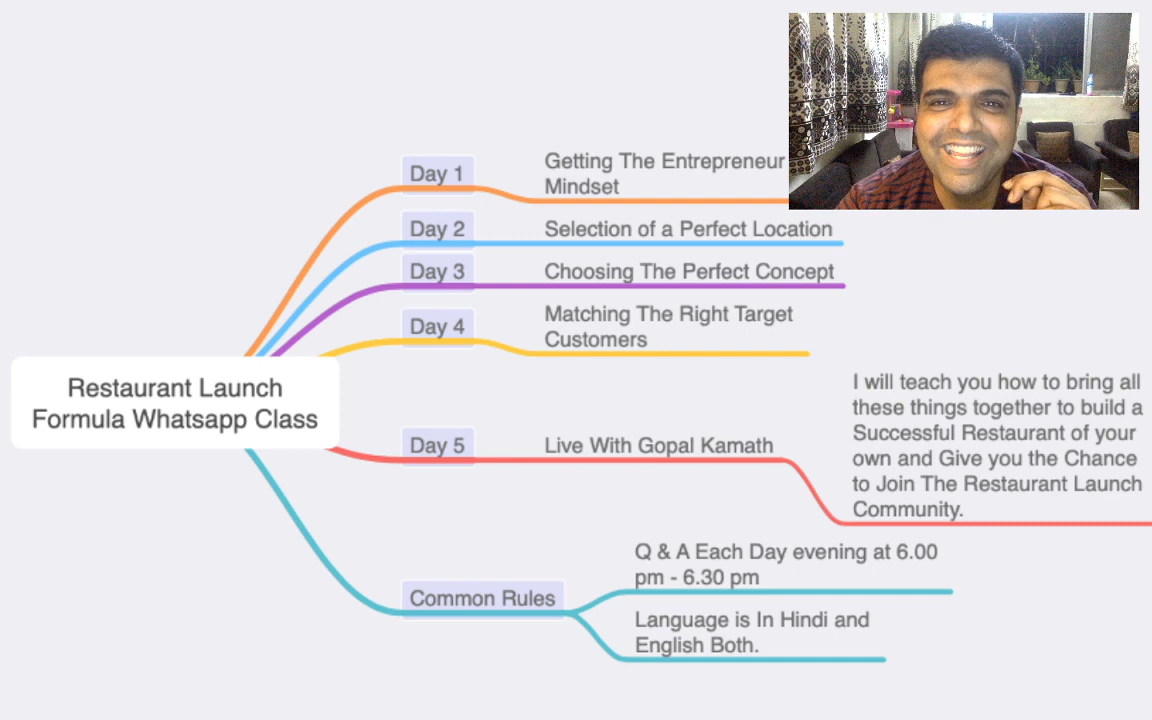 Restaurant Launch
Formula Whatsapp Class
Day 1
Getting The Entrepreneur
Mindset
Day 2
Selection of a Perfect Location
Day 3
Choosing The Perfect Concept
Day 4
Matching The Right Target
Customers
Day 5
Live With Gopal Kamath
I will teach you how to bring all
these things together to build a
Successful Restaurant of your
own and Give you the Chance
to Join The Restaurant Launch
Community.
Common Rules
Q & A Each Day evening at 6.00
pm - 6.30 pm
Language is In Hindi and
English Both.